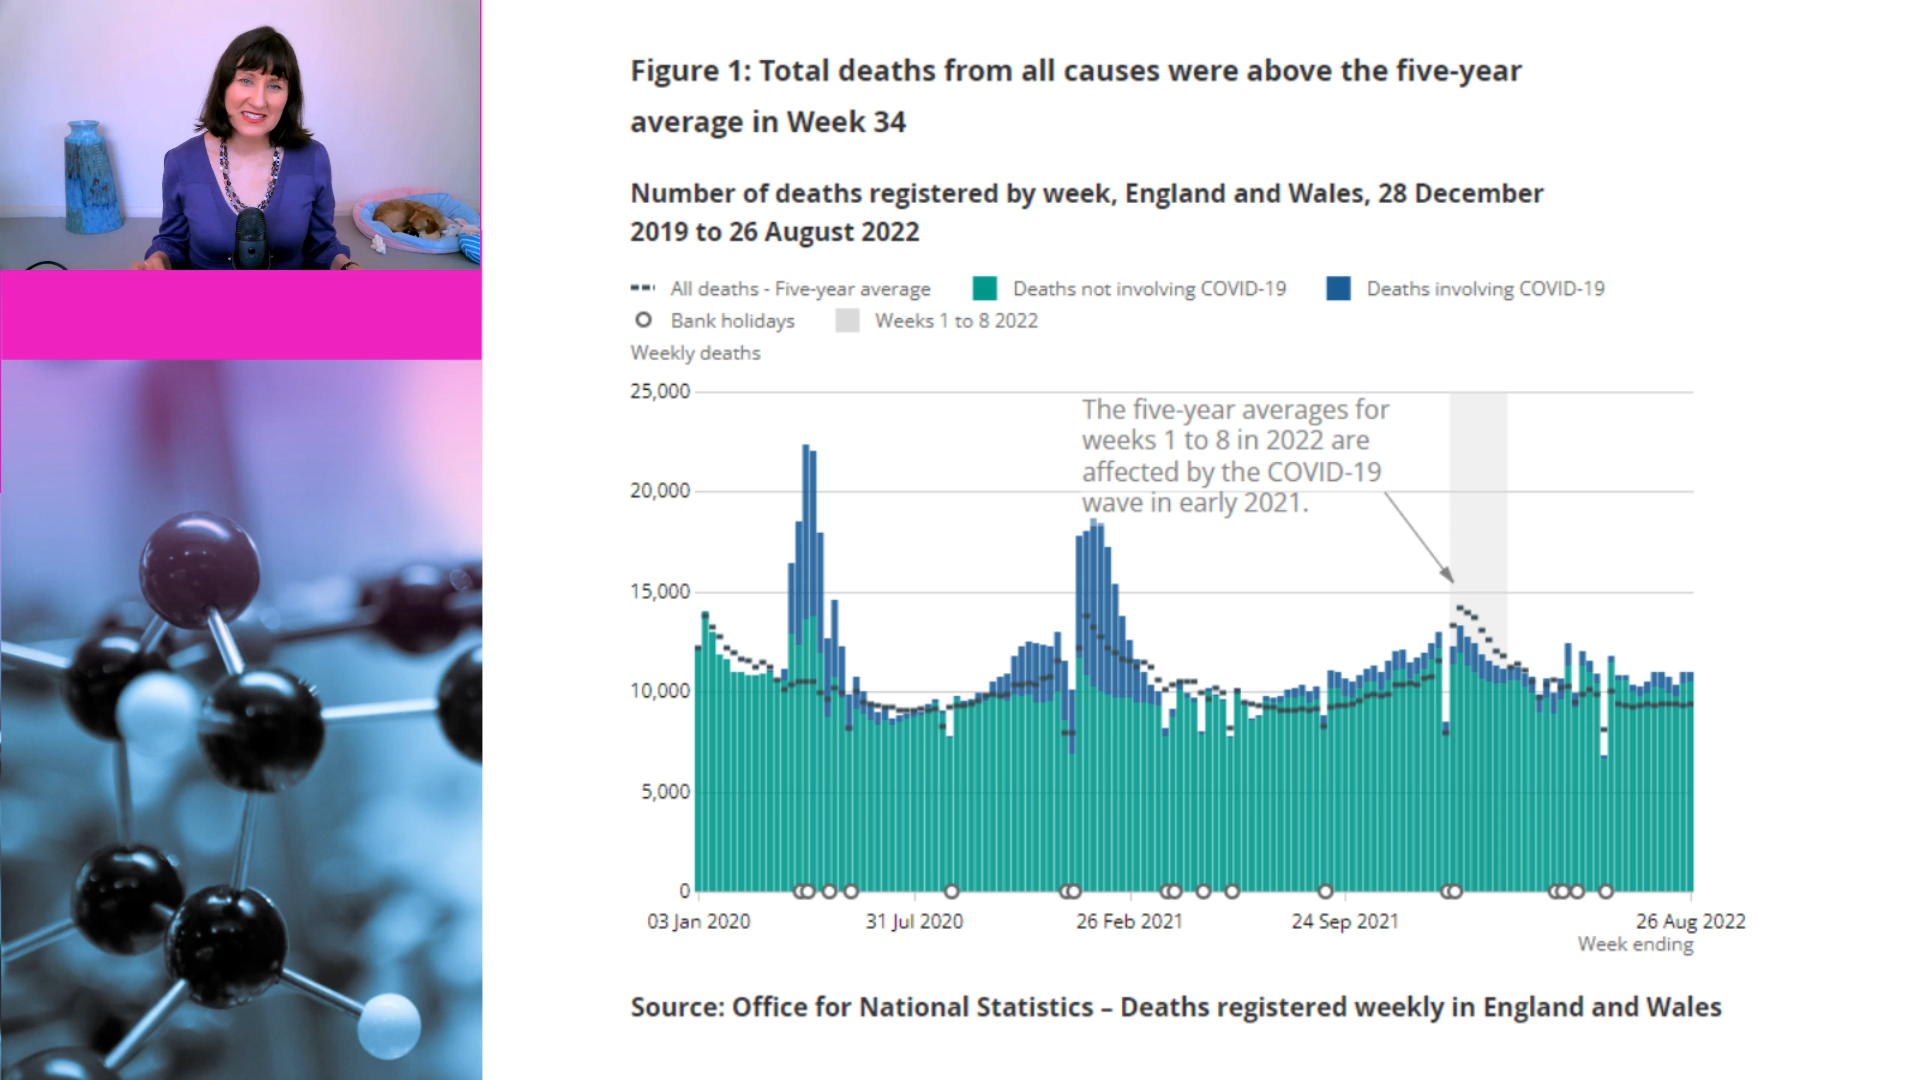 Figure 1: Total deaths from all causes were above the five-year
average in Week 34
Number of deaths registered by week, England and Wales, 28 December
2019 to 26 August 2022
All deaths - Five-year average
Deaths not involving COVID-19
Deaths involving COVID-19
Bank holidays
Weeks 1 to 8 2022
Weekly deaths
25,000
The five-year averages for
weeks 1 to 8 in 2022 are
affected by the COVID-19
wave in early 2021.
20,000
15,000
10,000
5,000
0
03 Jan 2020
31 Jul 2020
26 Feb 2021
24 Sep 2021
26 Aug 2022
Week ending
Source: Office for National Statistics – Deaths registered weekly in England and Wales